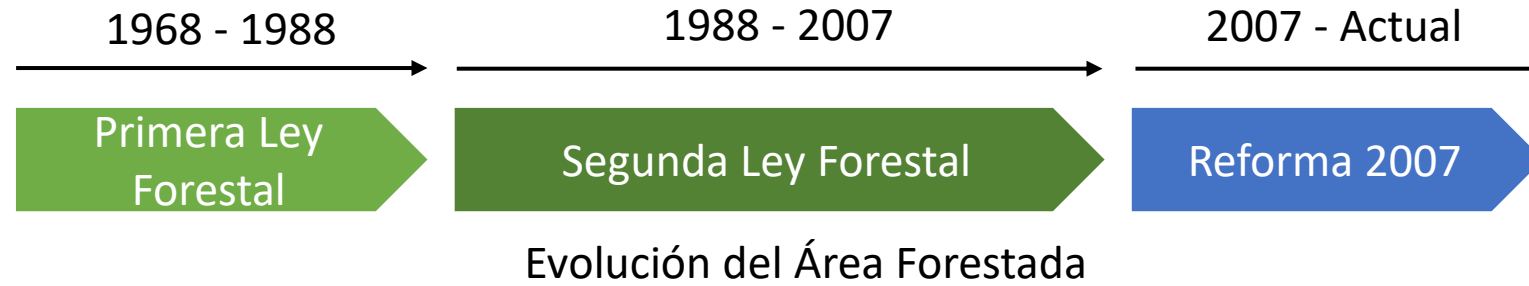 1968 - 1988
1988 - 2007
2007 - Actual
Primera Ley
Forestal
Segunda Ley Forestal
Reforma 2007
Evolución del Área Forestada